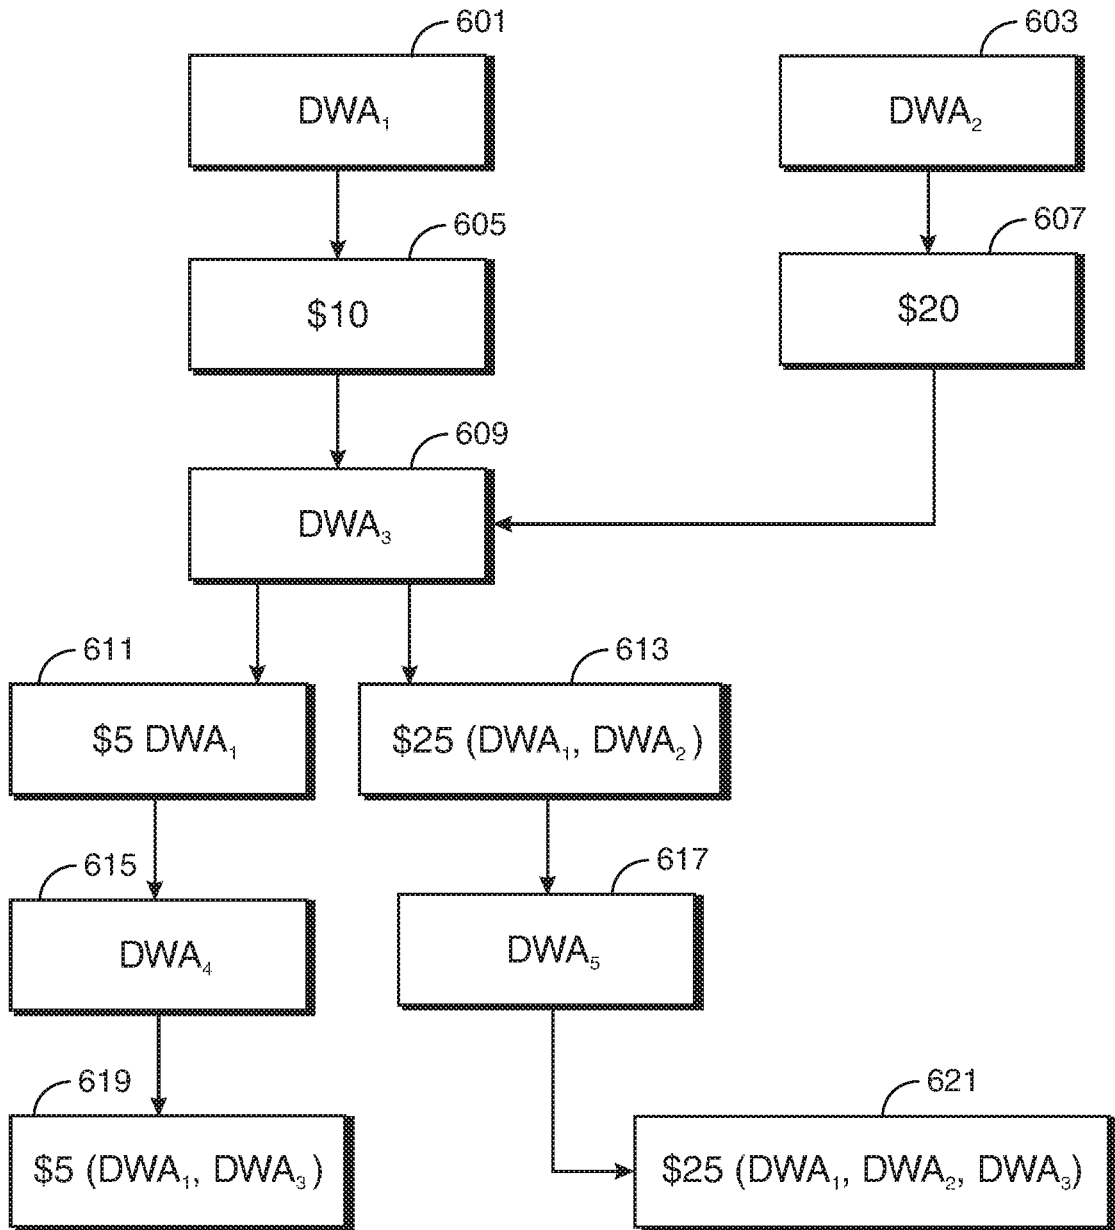 601
603
DWA₁
DWA₂
605
607
$10
$20
609
DWA₃
611
613
$5 DWA₁
$25 (DWA₁, DWA₂)
615
617
DWA₄
DWA₅
619
621
$5 (DWA₁, DWA₃)
$25 (DWA₁, DWA₂, DWA₃)